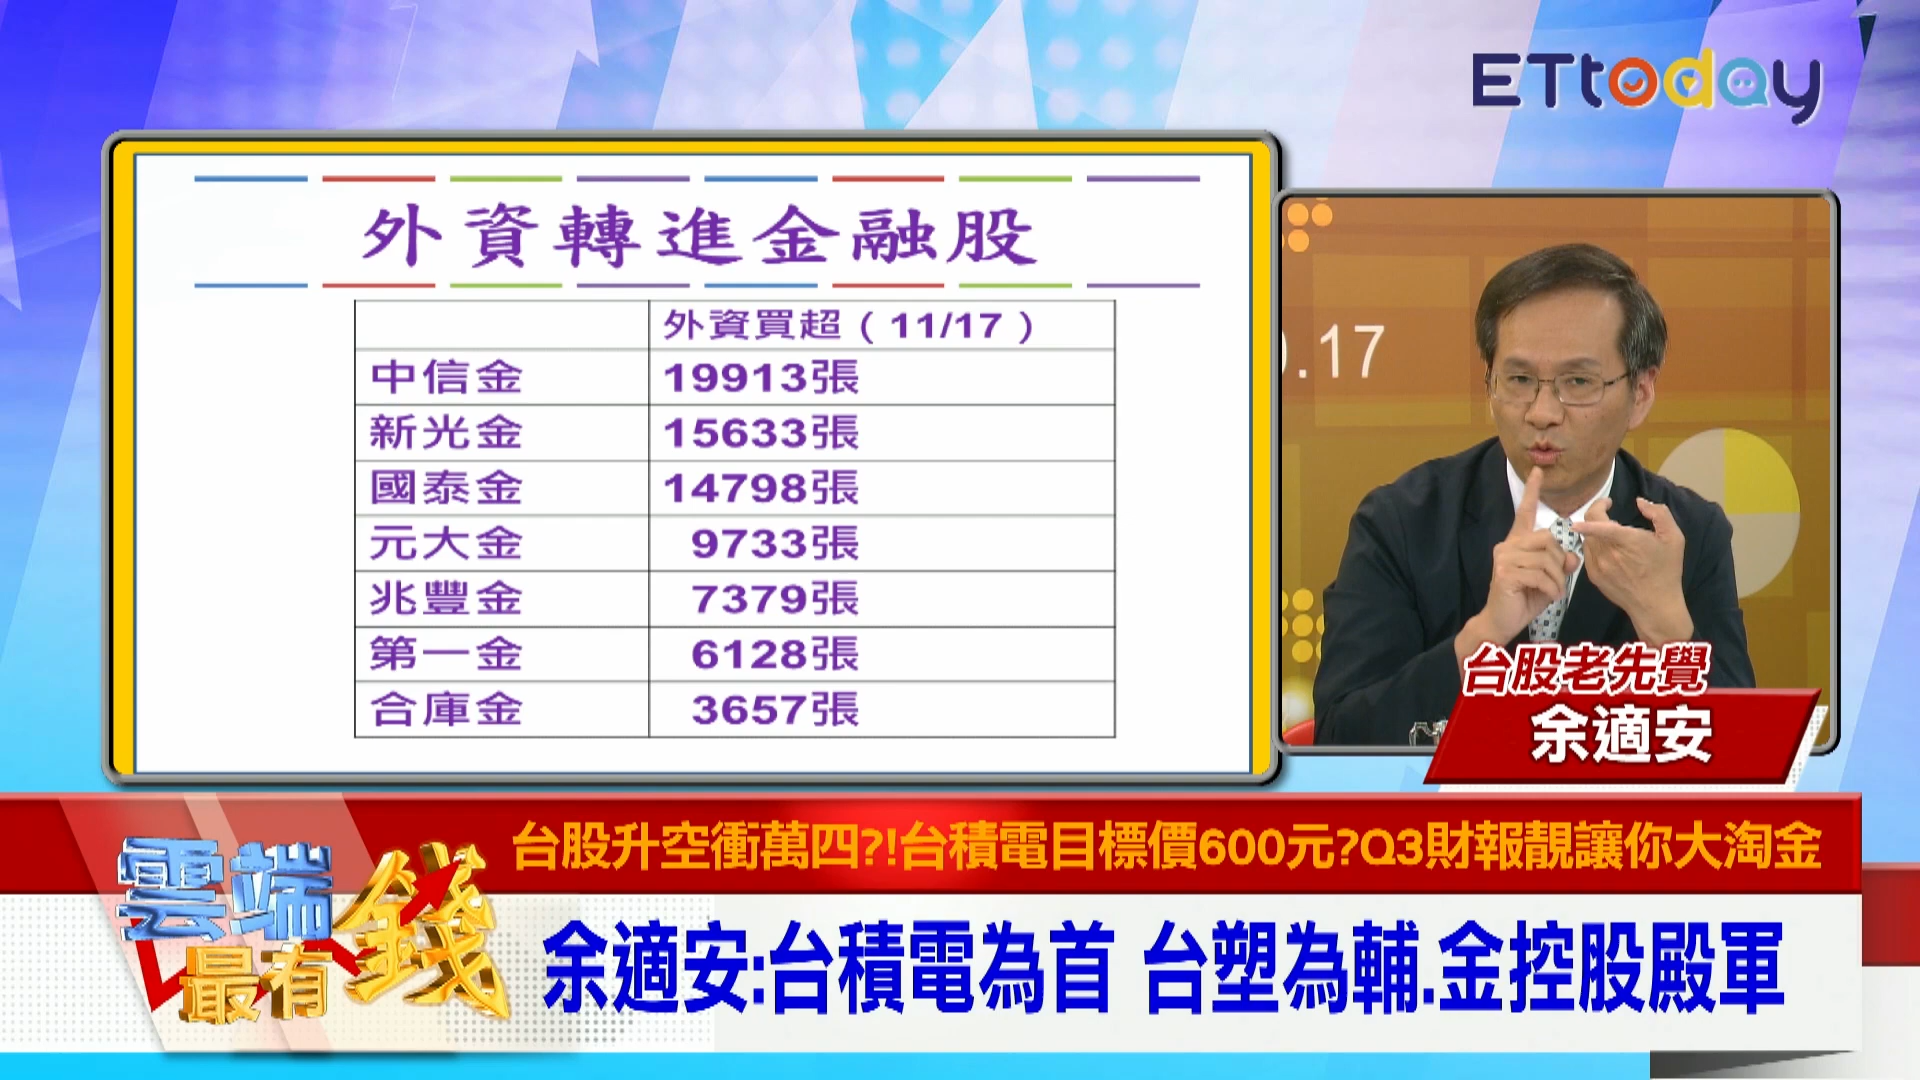 ETtoday
外資轉進金融股
外資買超（11/17）
中信金 19913張
新光金 15633張
國泰金 14798張
元大金 9733張
兆豐金 7379張
第一金 6128張
合庫金 3657張
.17
台股老先覺
余適安
台股升空衝萬四?!台積電目標價600元?Q3財報靚讓你大淘金
雲端最有錢
余適安:台積電為首 台塑為輔.金控股殿軍